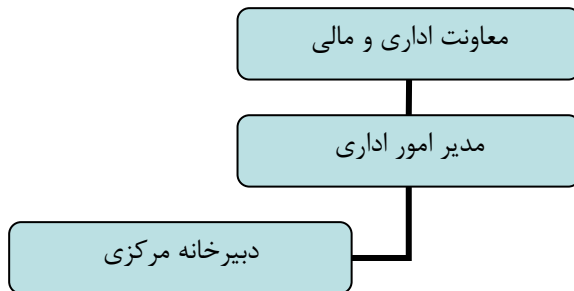 معاونت اداری و مالی
مدیر امور اداری
دبیرخانه مرکزی